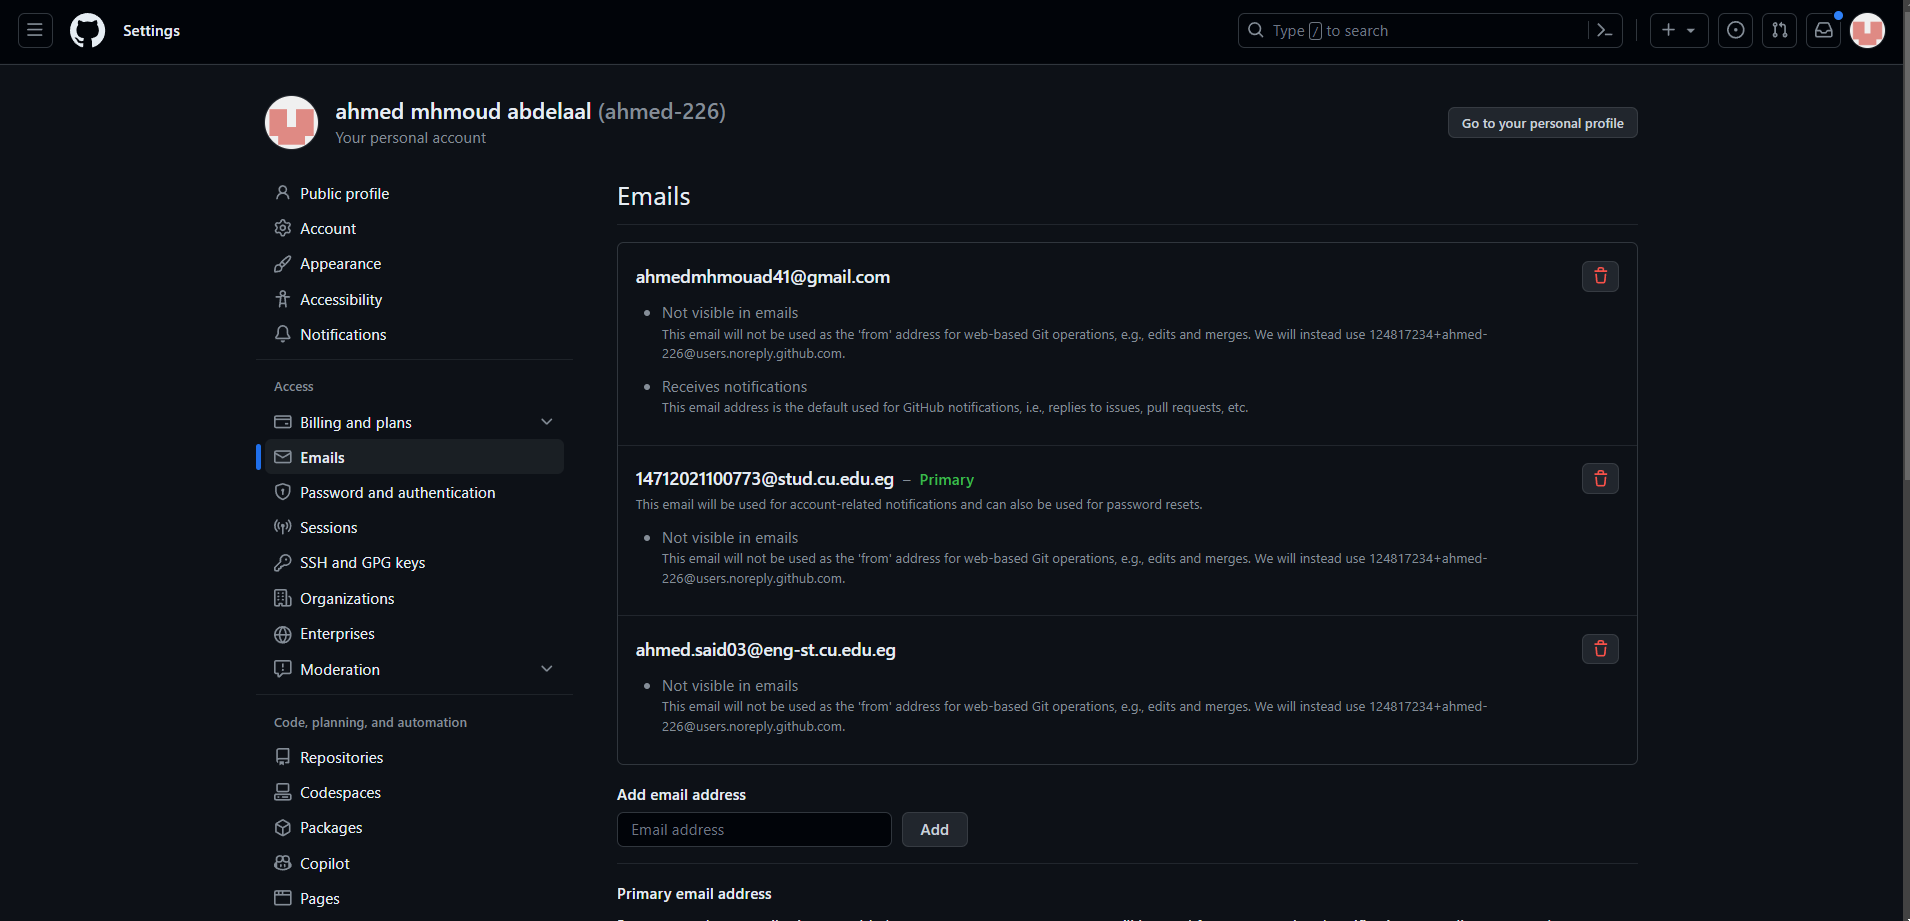 Settings
Type / to search
ahmed mhmoud abdelaal (ahmed-226)
Your personal account
Go to your personal profile
Public profile
Account
Appearance
Accessibility
Notifications
Access
Billing and plans
Emails
Password and authentication
Sessions
SSH and GPG keys
Organizations
Enterprises
Moderation
Code, planning, and automation
Repositories
Codespaces
Packages
Copilot
Pages
Emails
ahmedmhmouad41@gmail.com
Not visible in emails
This email will not be used as the 'from' address for web-based Git operations, e.g., edits and merges. We will instead use 124817234+ahmed-
226@users.noreply.github.com.
Receives notifications
This email address is the default used for GitHub notifications, i.e., replies to issues, pull requests, etc.
14712021100773@stud.cu.edu.eg – Primary
This email will be used for account-related notifications and can also be used for password resets.
Not visible in emails
This email will not be used as the 'from' address for web-based Git operations, e.g., edits and merges. We will instead use 124817234+ahmed-
226@users.noreply.github.com.
ahmed.said03@eng-st.cu.edu.eg
Not visible in emails
This email will not be used as the 'from' address for web-based Git operations, e.g., edits and merges. We will instead use 124817234+ahmed-
226@users.noreply.github.com.
Add email address
Email address
Add
Primary email address